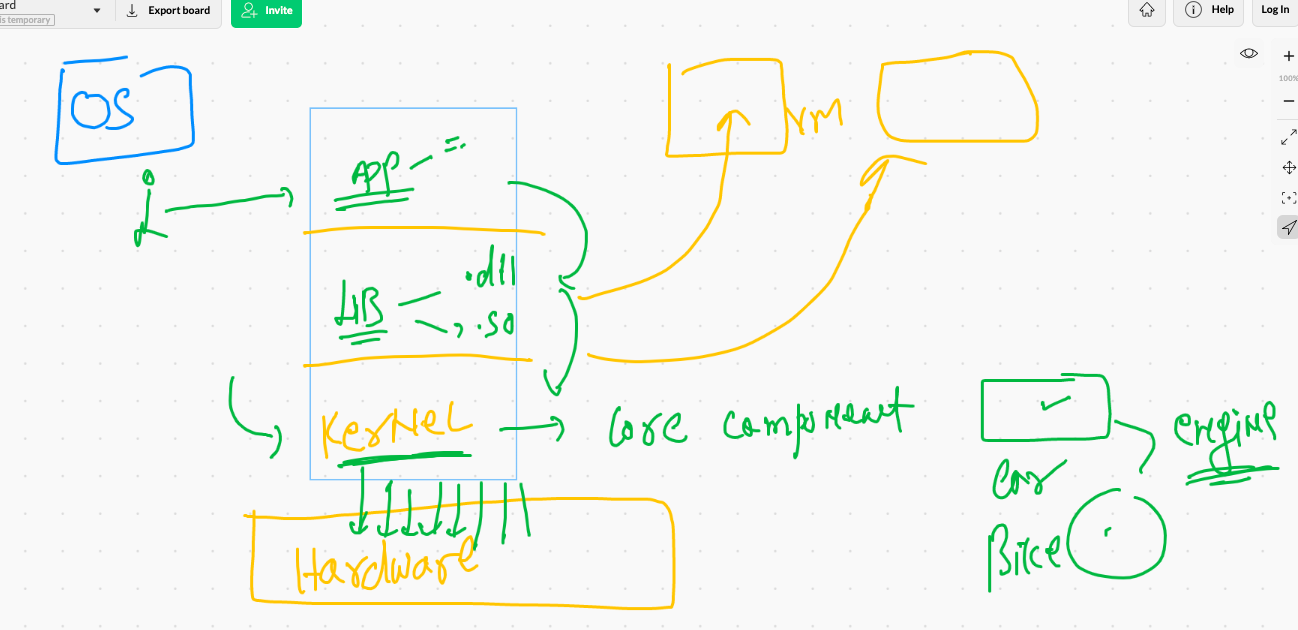 ard
is temporary
Export board
Invite
Help
Log In
100%
OS
APP
LIB
.dll
.so
KerNeL
Core component
Hardware
VM
engine
Car
Bike